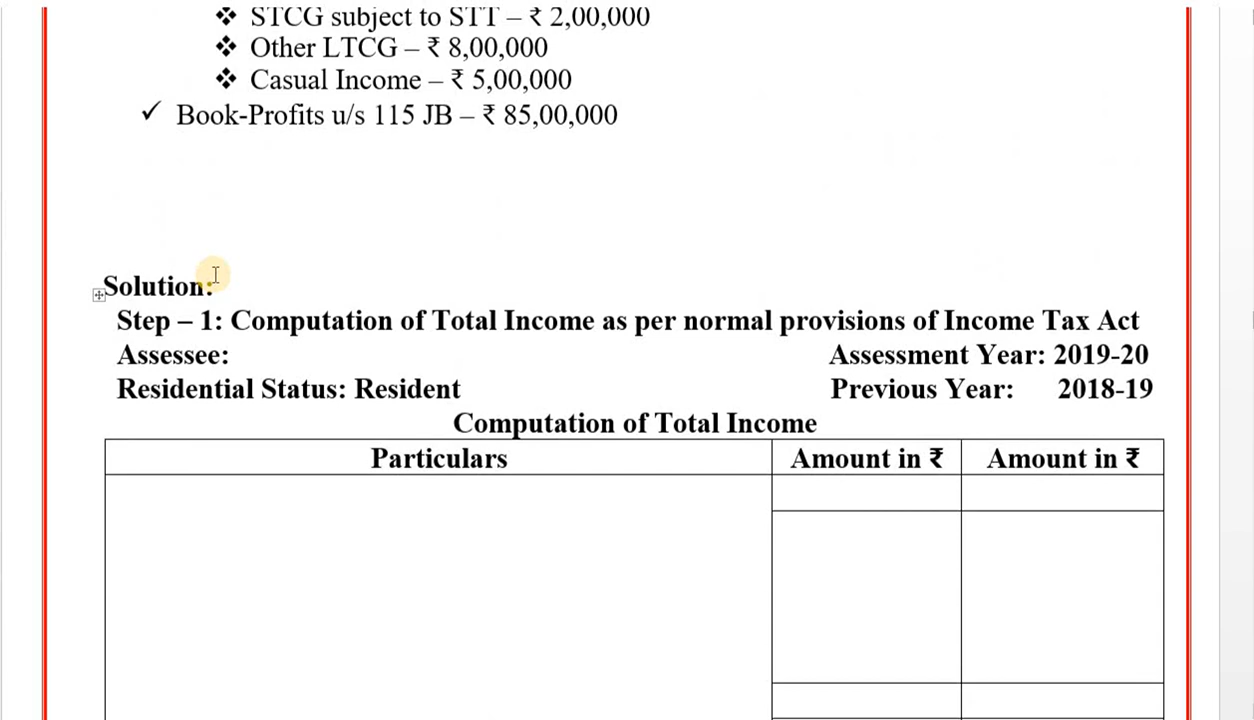 ❖ STCG subject to STT – ₹ 2,00,000
❖ Other LTCG – ₹ 8,00,000
❖ Casual Income – ₹ 5,00,000
✓ Book-Profits u/s 115 JB – ₹ 85,00,000
Solution:
Step – 1: Computation of Total Income as per normal provisions of Income Tax Act
Assessee: Assessment Year: 2019-20
Residential Status: Resident Previous Year: 2018-19
Computation of Total Income
Particulars Amount in ₹ Amount in ₹